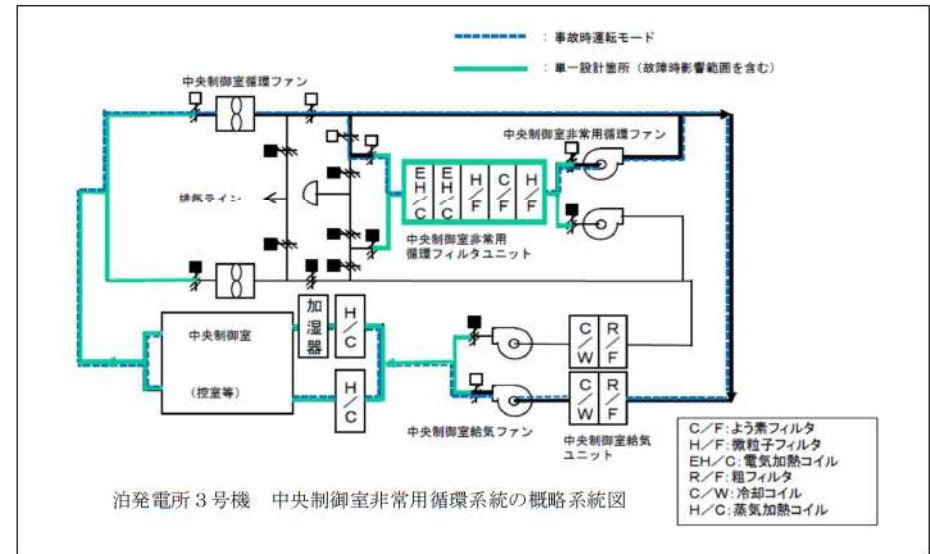 ：事故時運転モード
：単一設計箇所（故障時影響範囲を含む）
中央制御室循環ファン
中央制御室非常用循環ファン
EH/C
EH/C
H/F
C/F
H/F
排気ライン
中央制御室非常用
循環フィルタユニット
加湿器
H/C
中央制御室
（控室等）
H/C
C/W
R/F
C/W
R/F
中央制御室給気ファン
中央制御室給気
ユニット
C／F：よう素フィルタ
H／F：微粒子フィルタ
EH／C：電気加熱コイル
R／F：粗フィルタ
C／W：冷却コイル
H／C：蒸気加熱コイル
泊発電所３号機　中央制御室非常用循環系統の概略系統図